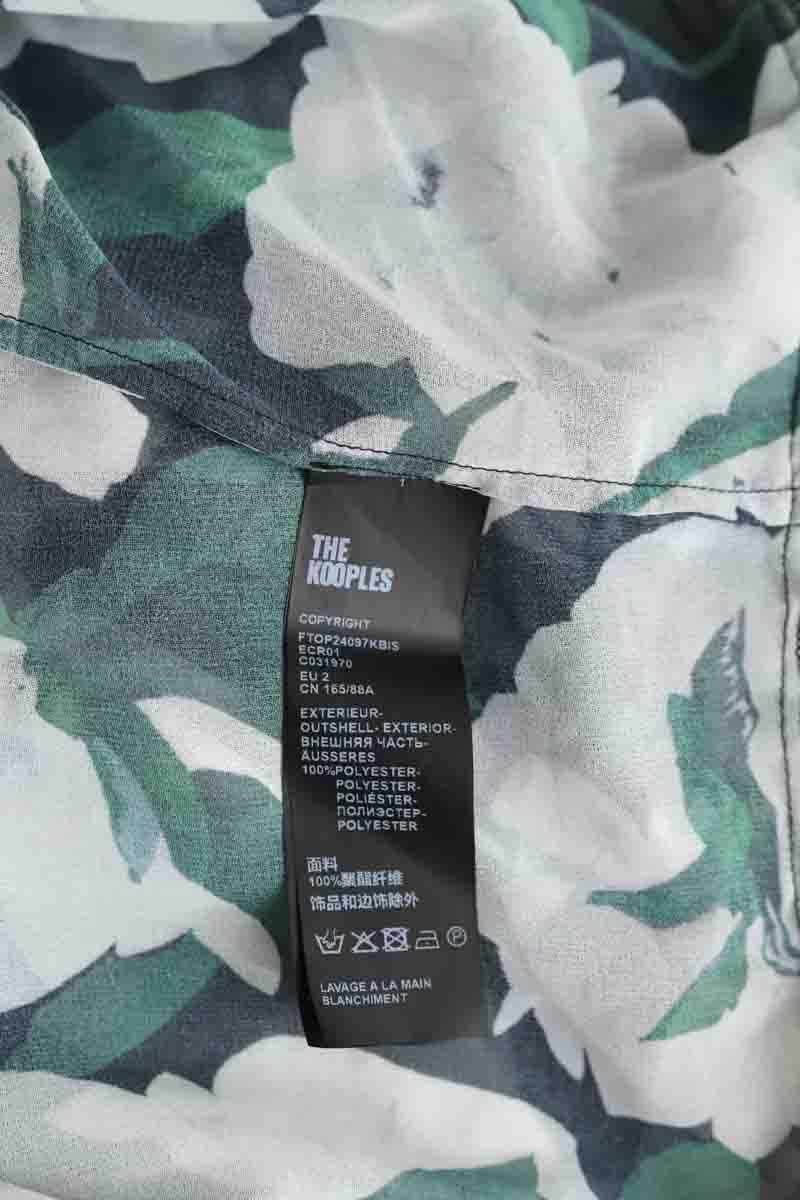 THE
KOOPLES
COPYRIGHT
FTOP24097KBIS
ECR01
C031970
EU 2
CN 165/88A
EXTERIEUR-
OUTSHELL- EXTERIOR-
ВНЕШНЯЯ ЧАСТЬ-
ÄUSSERES
100%POLYESTER-
POLYESTER-
POLIÉSTER-
ПОЛИЭСТЕР-
POLYESTER
面料
100%聚酯纤维
饰品和边饰除外
P
LAVAGE A LA MAIN
BLANCHIMENT